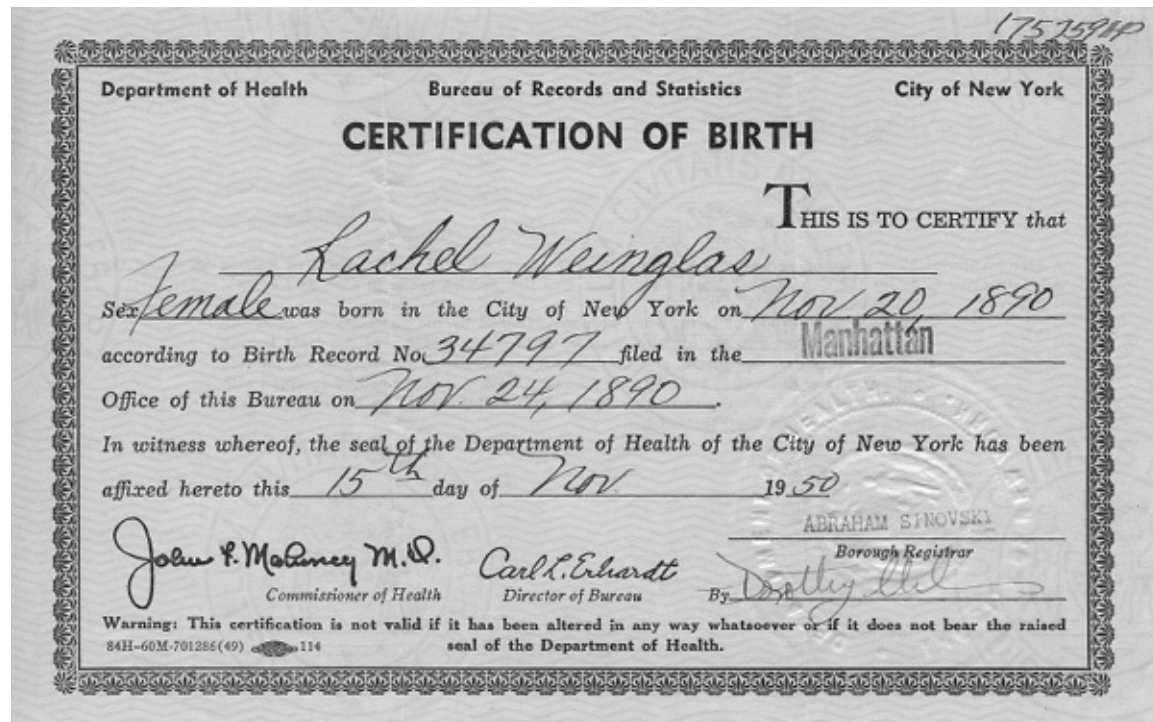 Department of Health Bureau of Records and Statistics City of New York
CERTIFICATION OF BIRTH
THIS IS TO CERTIFY that
Rachel Weinglas
Sex Female was born in the City of New York on Nov 20, 1890
according to Birth Record No. 34797 filed in the Manhattan
Office of this Bureau on Nov. 24, 1890.
In witness whereof, the seal of the Department of Health of the City of New York has been
affixed hereto this 15th day of Nov. 19 50
ABRAHAM SINOVSKI
Borough Registrar
John F. Mahoney M.D. Carl L. Erhardt By Dorothy
Commissioner of Health Director of Bureau
Warning: This certification is not valid if it has been altered in any way whatsoever or if it does not bear the raised
84H-60M-701286(49) 114 seal of the Department of Health.